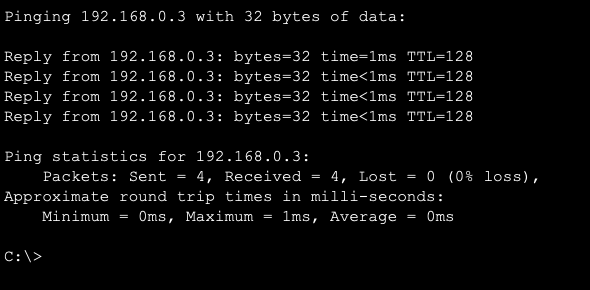 Pinging 192.168.0.3 with 32 bytes of data:
Reply from 192.168.0.3: bytes=32 time=1ms TTL=128
Reply from 192.168.0.3: bytes=32 time<1ms TTL=128
Reply from 192.168.0.3: bytes=32 time<1ms TTL=128
Reply from 192.168.0.3: bytes=32 time<1ms TTL=128
Ping statistics for 192.168.0.3:
Packets: Sent = 4, Received = 4, Lost = 0 (0% loss),
Approximate round trip times in milli-seconds:
Minimum = 0ms, Maximum = 1ms, Average = 0ms
C:\>